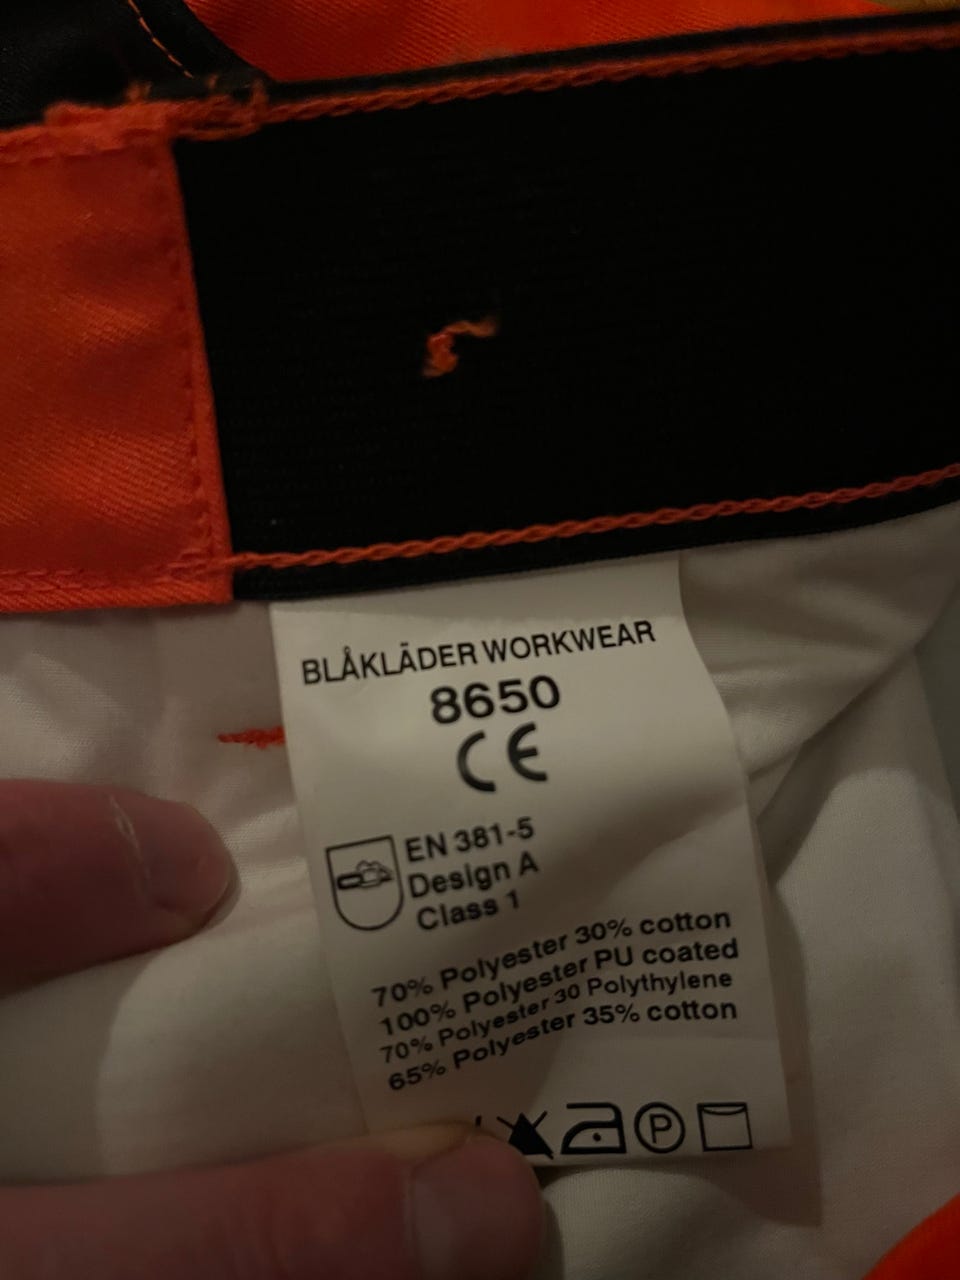 BLÅKLÄDER WORKWEAR
8650
CE
EN 381-5
Design A
Class 1
70% Polyester 30% cotton
100% Polyester PU coated
70% Polyester 30 Polythylene
65% Polyester 35% cotton
P